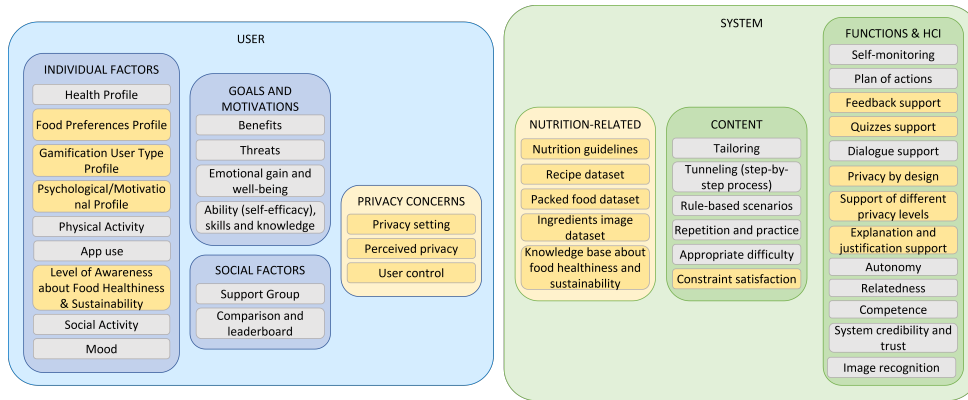 USER
INDIVIDUAL FACTORS
Health Profile
Food Preferences Profile
Gamification User Type
Profile
Psychological/Motivatio
nal Profile
Physical Activity
App use
Level of Awareness
about Food Healthiness
& Sustainability
Social Activity
Mood
GOALS AND
MOTIVATIONS
Benefits
Threats
Emotional gain and
well-being
Ability (self-efficacy),
skills and knowledge
SOCIAL FACTORS
Support Group
Comparison and
leaderboard
PRIVACY CONCERNS
Privacy setting
Perceived privacy
User control
SYSTEM
NUTRITION-RELATED
Nutrition guidelines
Recipe dataset
Packed food dataset
Ingredients image
dataset
Knowledge base about
food healthiness and
sustainability
CONTENT
Tailoring
Tunneling (step-by-
step process)
Rule-based scenarios
Repetition and practice
Appropriate difficulty
Constraint satisfaction
FUNCTIONS & HCI
Self-monitoring
Plan of actions
Feedback support
Quizzes support
Dialogue support
Privacy by design
Support of different
privacy levels
Explanation and
justification support
Autonomy
Relatedness
Competence
System credibility and
trust
Image recognition